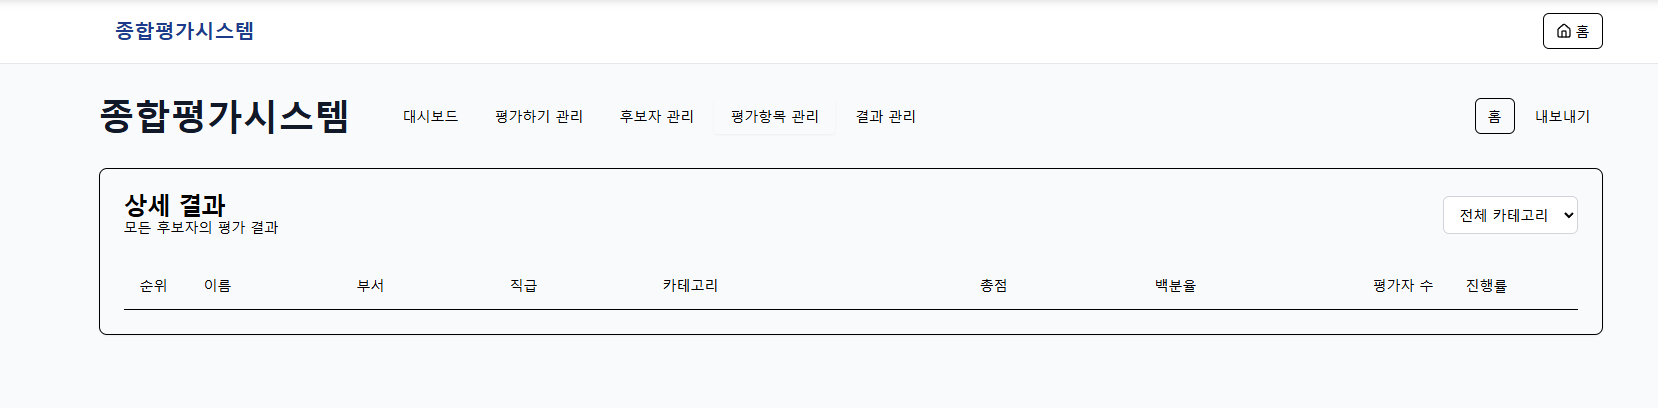 종합평가시스템
홈
종합평가시스템 대시보드 평가하기 관리 후보자 관리 평가항목 관리 결과 관리 홈 내보내기
상세 결과
모든 후보자의 평가 결과
전체 카테고리
순위 이름 부서 직급 카테고리 총점 백분율 평가자 수 진행률